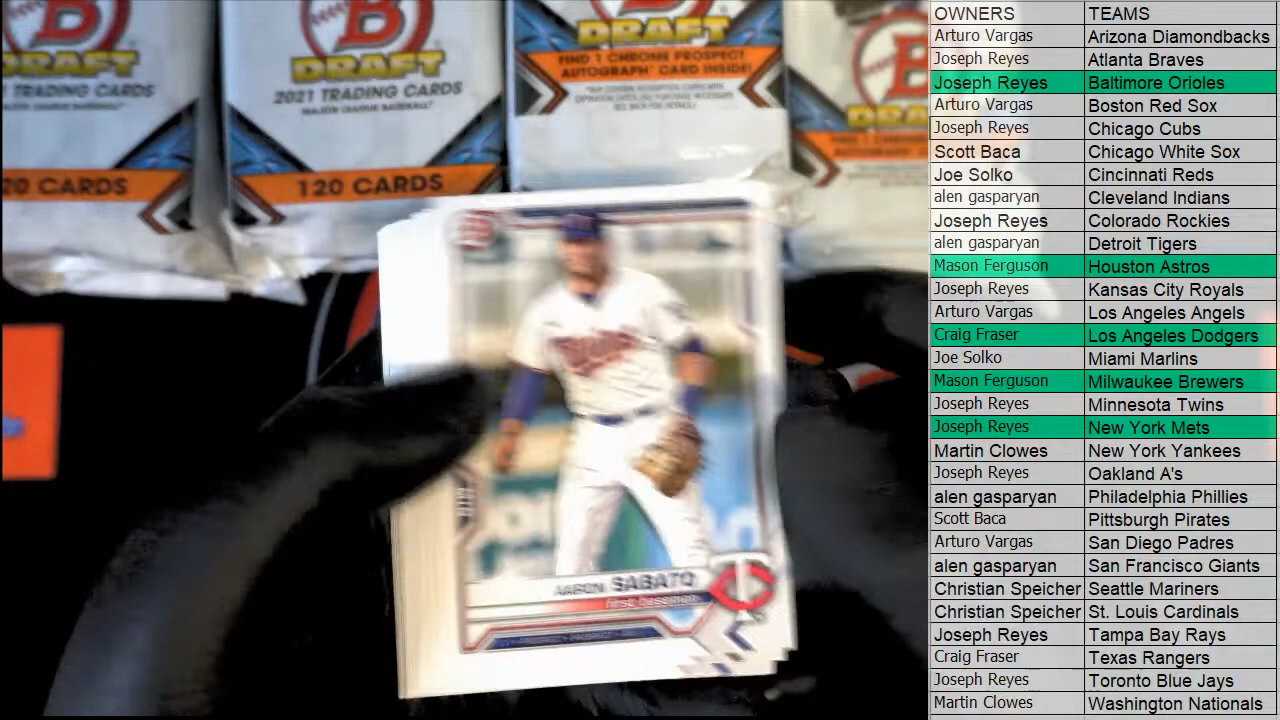 DRAFT
TRADING CARDS
MAJOR LEAGUE BASEBALL
20 CARDS
B
DRAFT
2021 TRADING CARDS
MAJOR LEAGUE BASEBALL
120 CARDS
DRAFT
FIND 1 CHROME PROSPECT
AUTOGRAPH CARD INSIDE!
AARON SABATO
first baseman
OWNERS TEAMS
Arturo Vargas Arizona Diamondbacks
Joseph Reyes Atlanta Braves
Joseph Reyes Baltimore Orioles
Arturo Vargas Boston Red Sox
Joseph Reyes Chicago Cubs
Scott Baca Chicago White Sox
Joe Solko Cincinnati Reds
alen gasparyan Cleveland Indians
Joseph Reyes Colorado Rockies
alen gasparyan Detroit Tigers
Mason Ferguson Houston Astros
Joseph Reyes Kansas City Royals
Arturo Vargas Los Angeles Angels
Craig Fraser Los Angeles Dodgers
Joe Solko Miami Marlins
Mason Ferguson Milwaukee Brewers
Joseph Reyes Minnesota Twins
Joseph Reyes New York Mets
Martin Clowes New York Yankees
Joseph Reyes Oakland A's
alen gasparyan Philadelphia Phillies
Scott Baca Pittsburgh Pirates
Arturo Vargas San Diego Padres
alen gasparyan San Francisco Giants
Christian Speicher Seattle Mariners
Christian Speicher St. Louis Cardinals
Joseph Reyes Tampa Bay Rays
Craig Fraser Texas Rangers
Joseph Reyes Toronto Blue Jays
Martin Clowes Washington Nationals